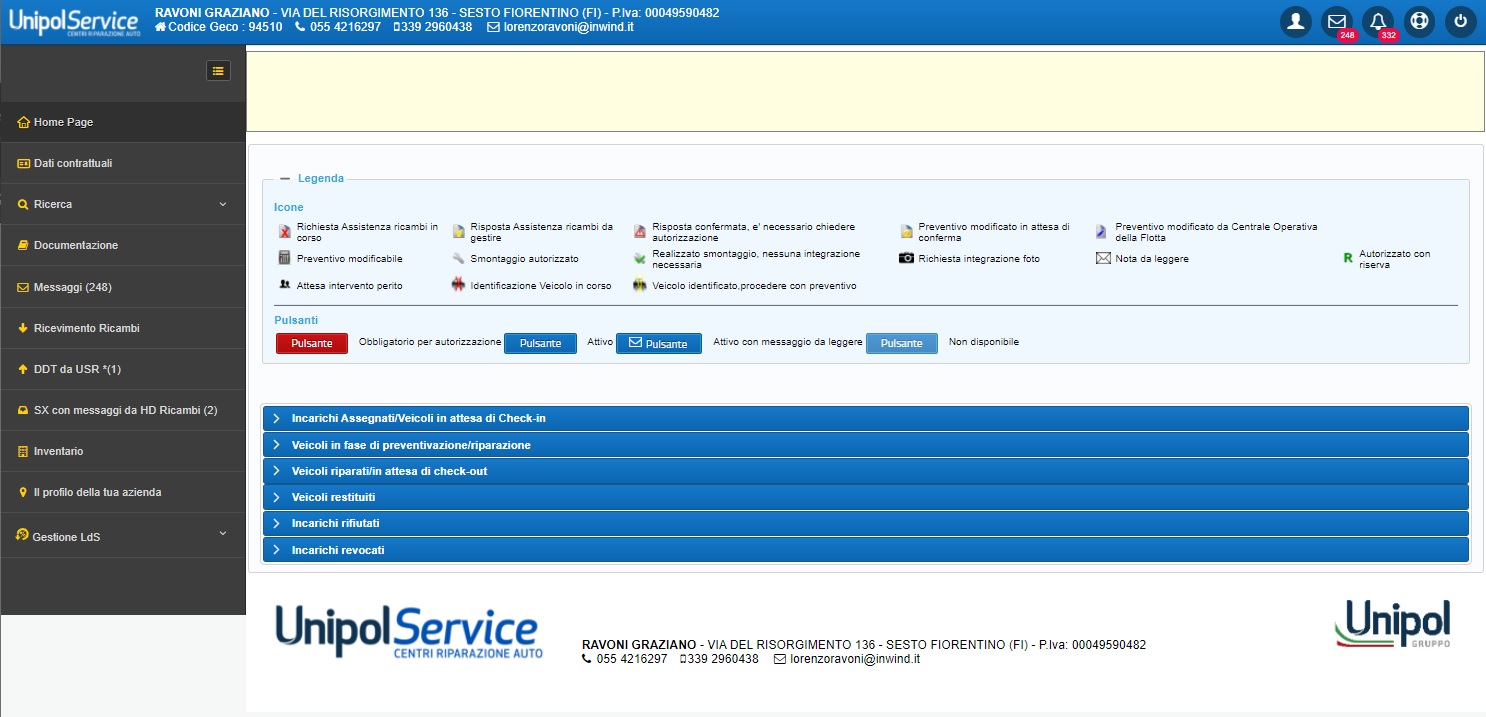 UnipolService
CENTRI RIPARAZIONE AUTO
RAVONI GRAZIANO - VIA DEL RISORGIMENTO 136 - SESTO FIORENTINO (FI) - P.Iva: 00049590482
Codice Geco : 94510 055 4216297 339 2960438 lorenzoravoni@inwind.it
248
332
Home Page
Dati contrattuali
Ricerca
Documentazione
Messaggi (248)
Ricevimento Ricambi
DDT da USR *(1)
SX con messaggi da HD Ricambi (2)
Inventario
Il profilo della tua azienda
Gestione LdS
Legenda
Icone
Richiesta Assistenza ricambi in
corso
Risposta Assistenza ricambi da
gestire
Risposta confermata, e' necessario chiedere
autorizzazione
Preventivo modificato in attesa di
conferma
Preventivo modificato da Centrale Operativa
della Flotta
Preventivo modificabile
Smontaggio autorizzato
Realizzato smontaggio, nessuna integrazione
necessaria
Richiesta integrazione foto
Nota da leggere
R Autorizzato con
riserva
Attesa intervento perito
Identificazione Veicolo in corso
Veicolo identificato,procedere con preventivo
Pulsanti
Pulsante Obbligatorio per autorizzazione Pulsante Attivo Pulsante Attivo con messaggio da leggere Pulsante Non disponibile
Incarichi Assegnati/Veicoli in attesa di Check-in
Veicoli in fase di preventivazione/riparazione
Veicoli riparati/in attesa di check-out
Veicoli restituiti
Incarichi rifiutati
Incarichi revocati
UnipolService
CENTRI RIPARAZIONE AUTO
RAVONI GRAZIANO - VIA DEL RISORGIMENTO 136 - SESTO FIORENTINO (FI) - P.Iva: 00049590482
055 4216297 339 2960438 lorenzoravoni@inwind.it
Unipol
GRUPPO